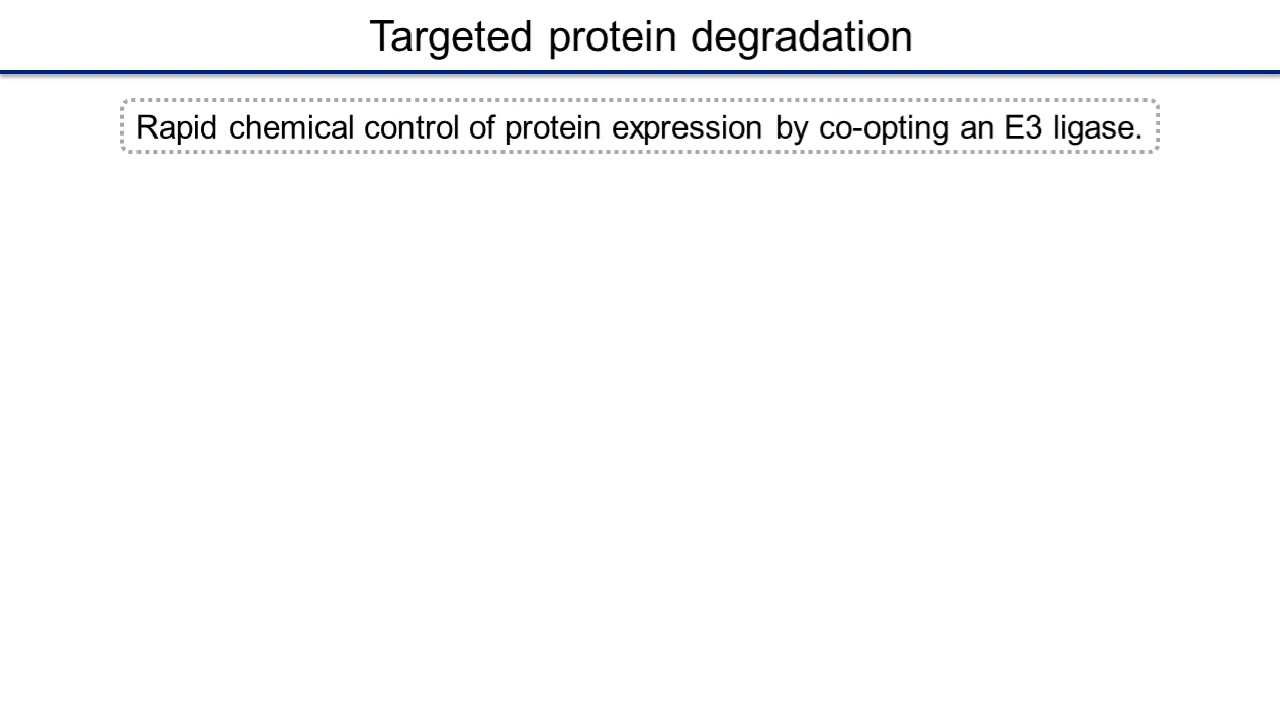 Targeted protein degradation
Rapid chemical control of protein expression by co-opting an E3 ligase.